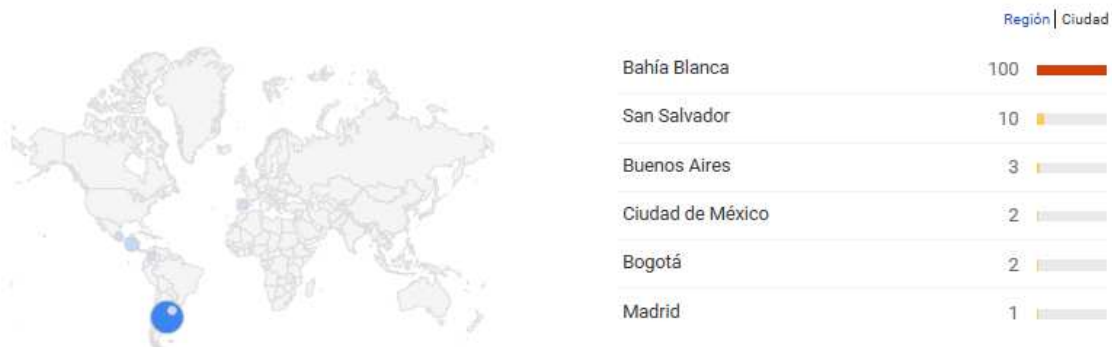 Región | Ciudad
Bahía Blanca 100
San Salvador 10
Buenos Aires 3
Ciudad de México 2
Bogotá 2
Madrid 1